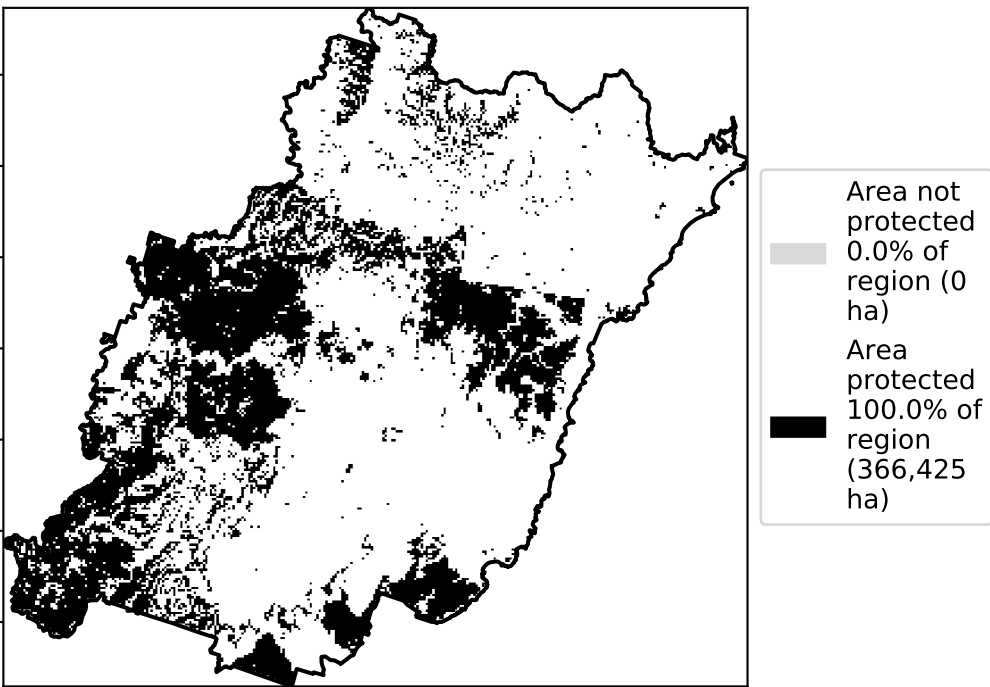 Area not
protected
0.0% of
region (0
ha)
Area
protected
100.0% of
region
(366,425
ha)